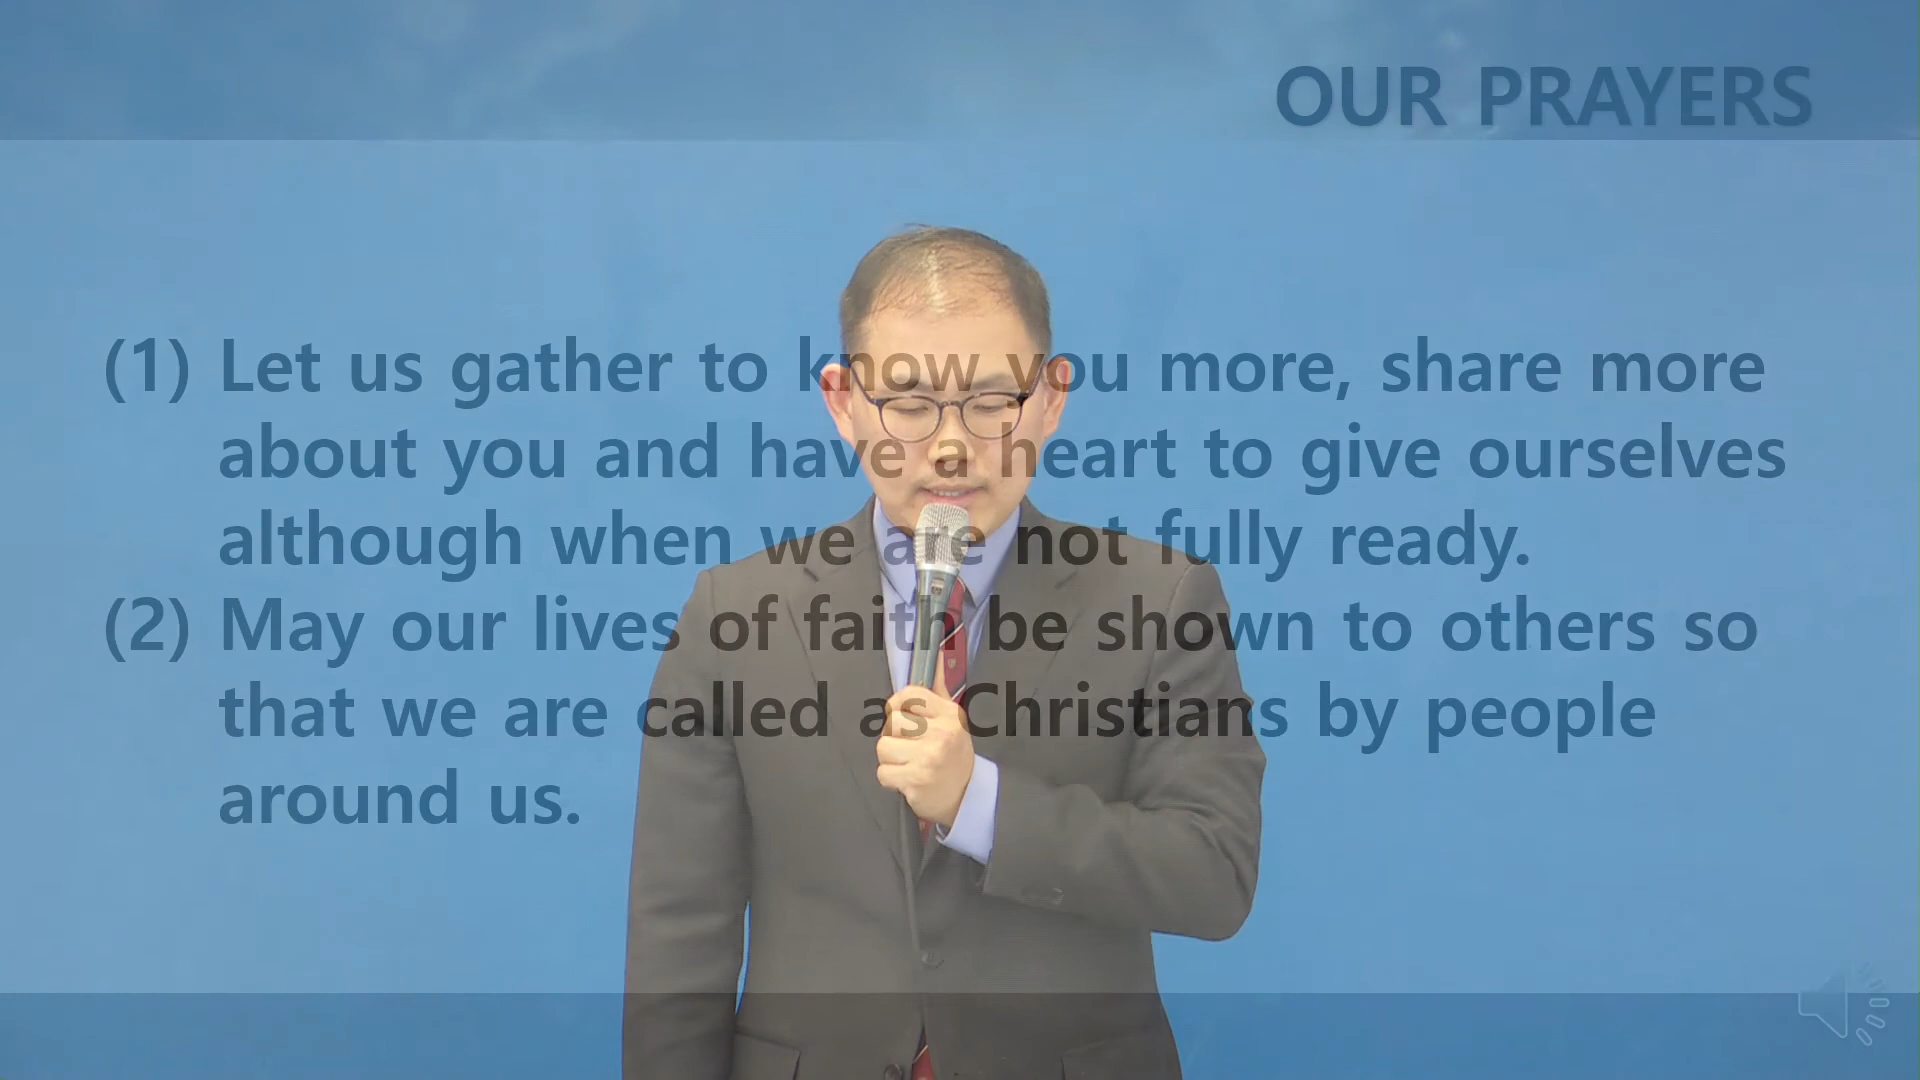 OUR PRAYERS
(1) Let us gather to know you more, share more
about you and have a heart to give ourselves
although when we are not fully ready.
(2) May our lives of faith be shown to others so
that we are called as Christians by people
around us.